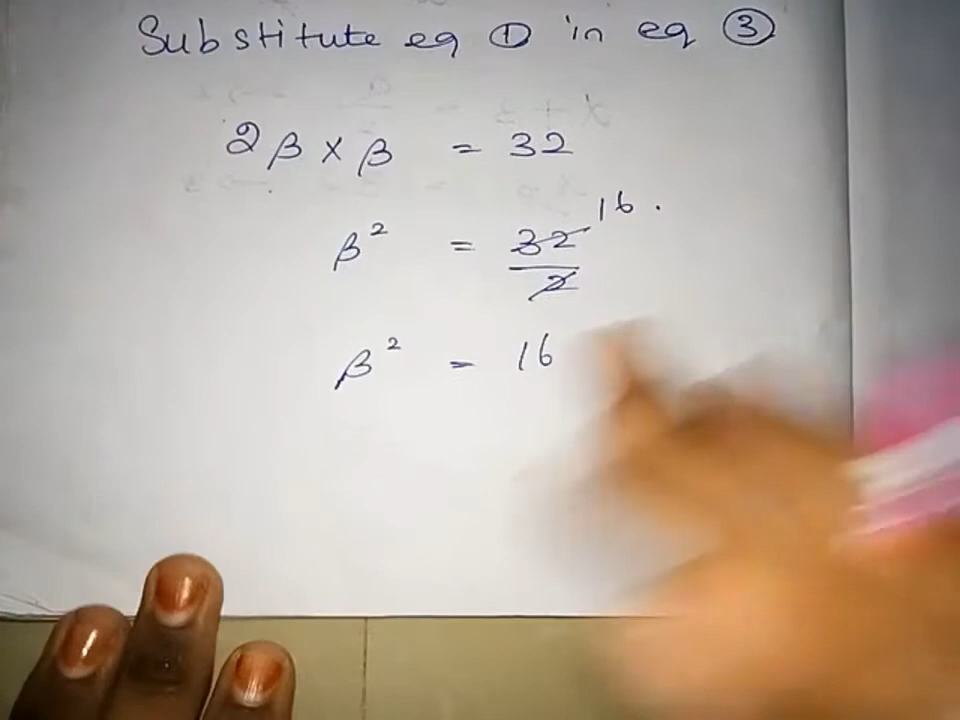 Substitute eq ① in eq ③
2β × β = 32
β² = 32/2 16.
β² = 16